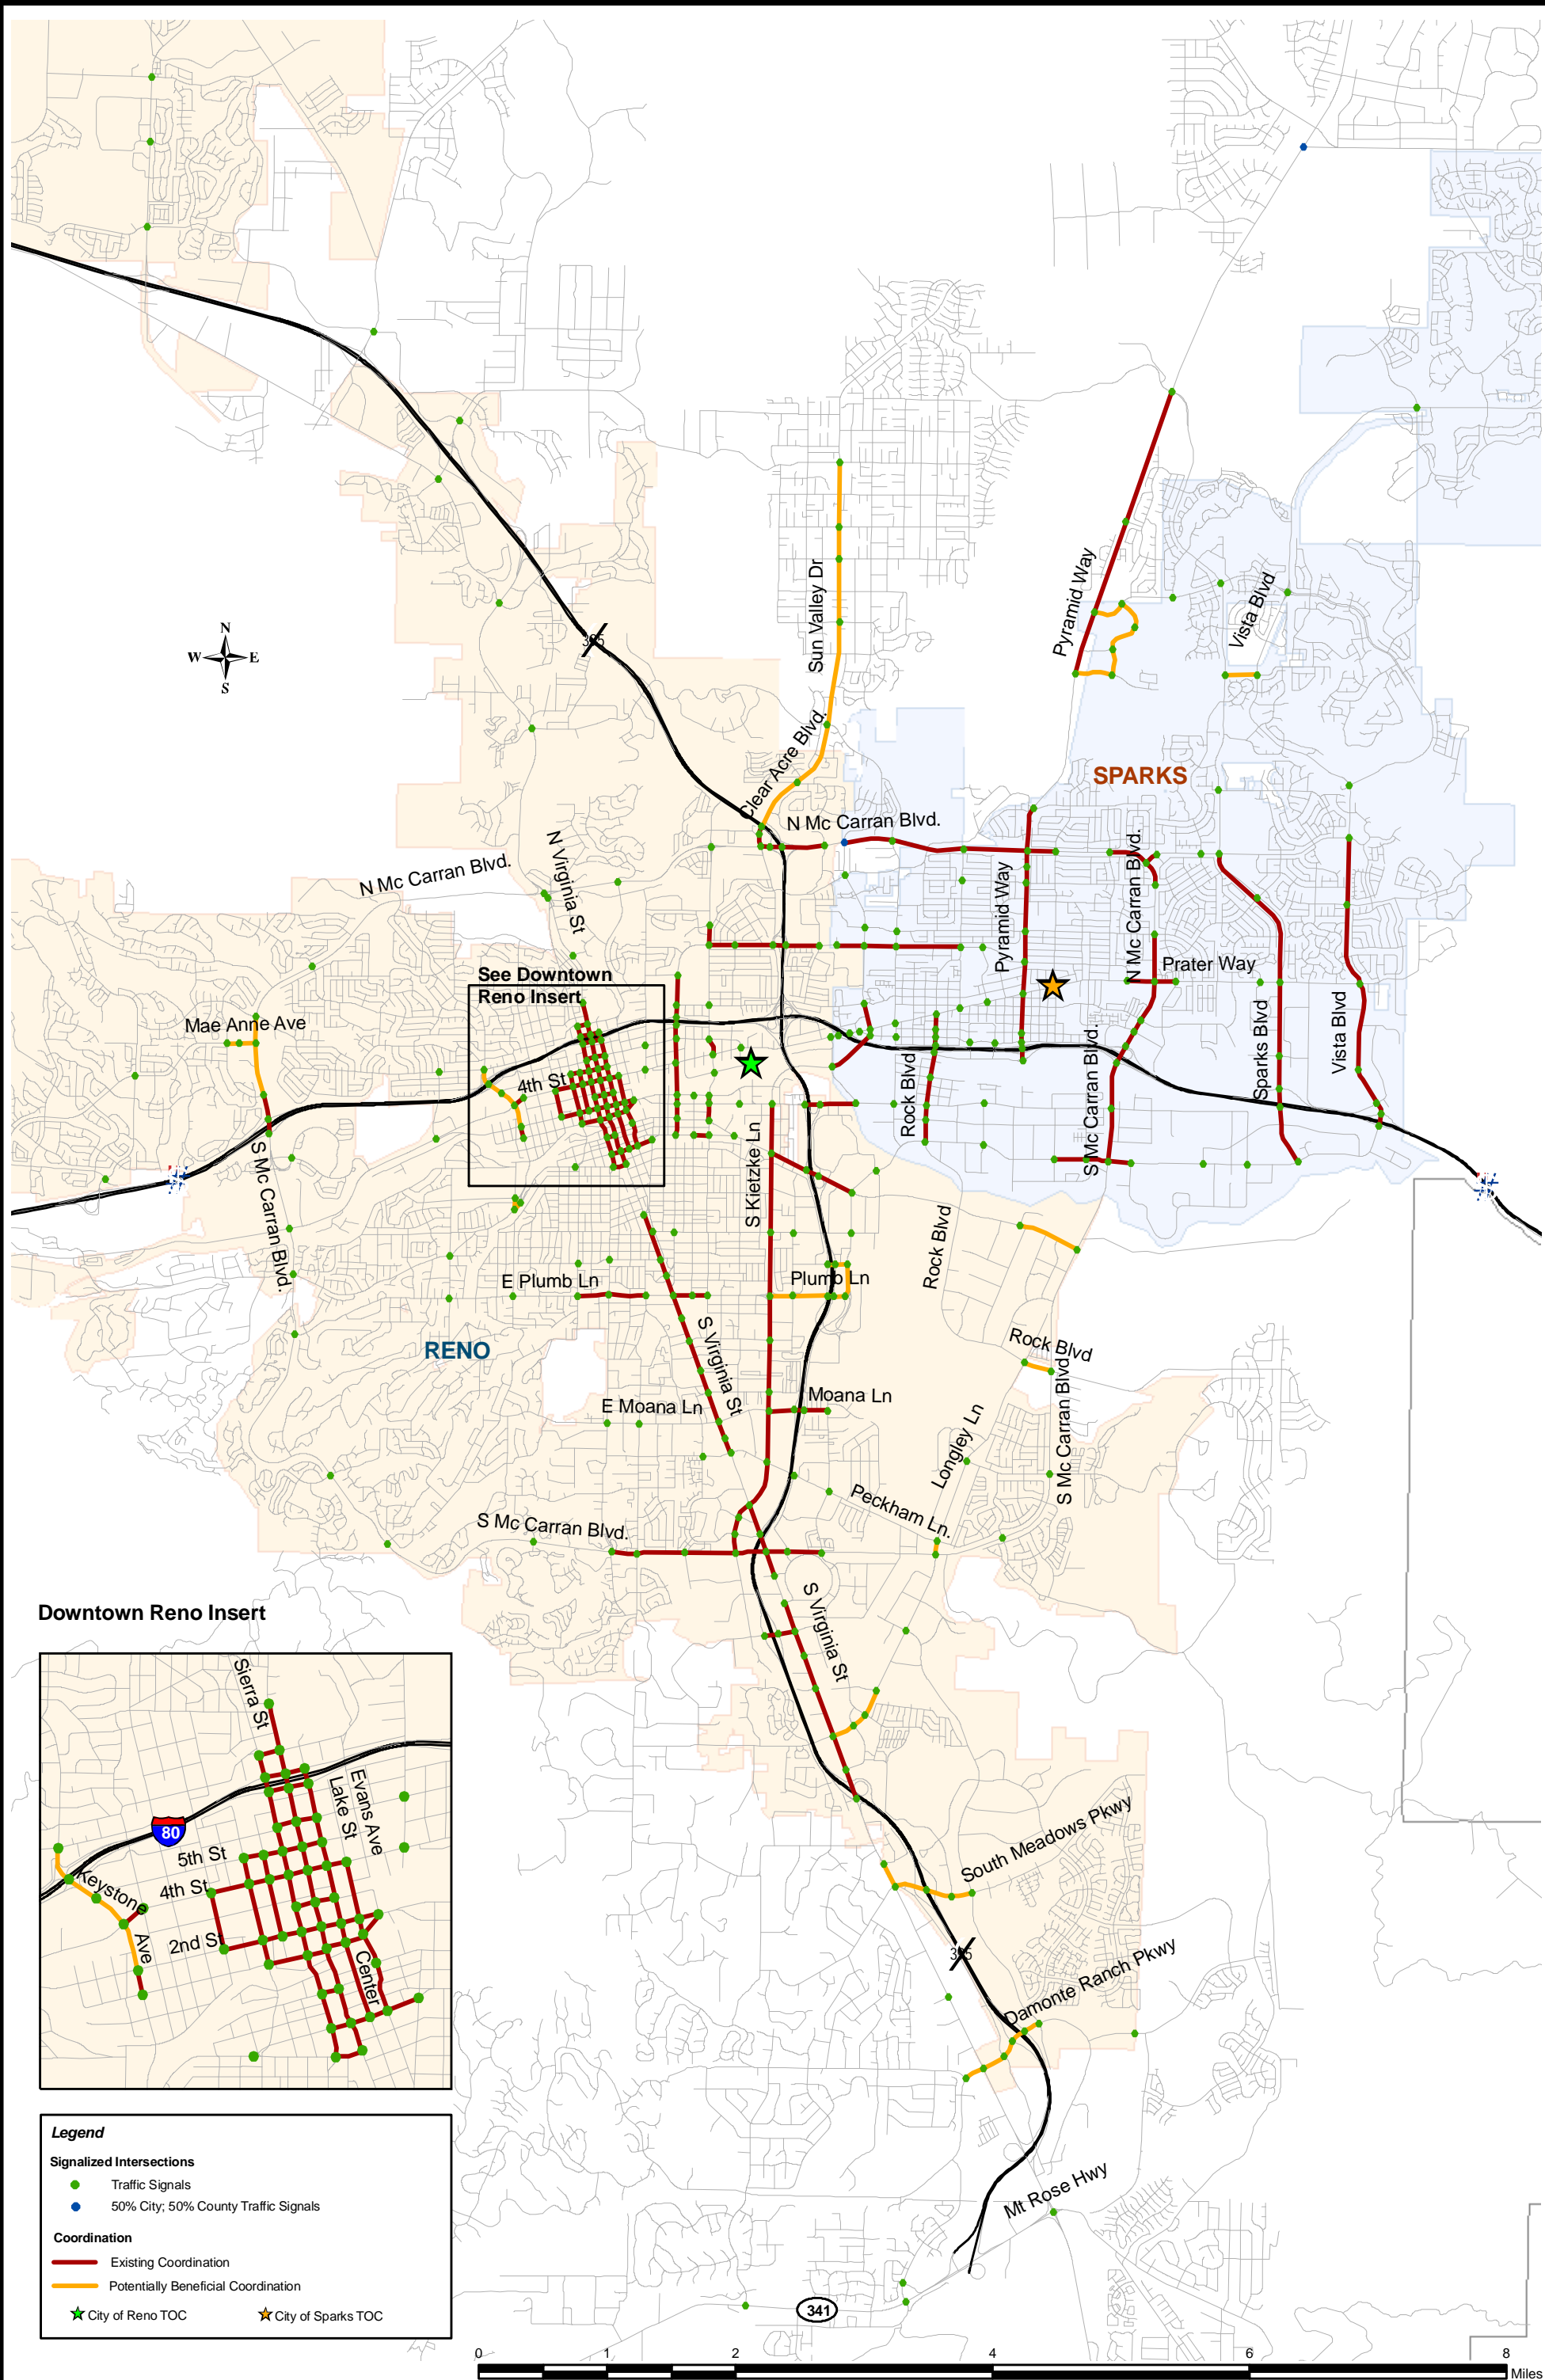 Sun Valley Dr
Pyramid Way
Vista Blvd
N
W
E
S
395
Clear Acre Blvd.
SPARKS
N Mc Carran Blvd.
N Mc Carran Blvd.
N Virginia St
Pyramid Way
N Mc Carran Blvd.
Prater Way
See Downtown
Reno Insert
Mae Anne Ave
4th St
Rock Blvd
S Mc Carran Blvd.
Sparks Blvd
Vista Blvd
S Mc Carran Blvd.
S Kietzke Ln
Rock Blvd
E Plumb Ln
Plumb Ln
RENO
S Virginia St
Rock Blvd
S Mc Carran Blvd
E Moana Ln
Moana Ln
Longley Ln
Peckham Ln.
S Mc Carran Blvd.
S Virginia St
Downtown Reno Insert
Sierra St
Evans Ave
Lake St
80
5th St
4th St
Keystone
Ave
2nd St
Center
South Meadows Pkwy
395
Damonte Ranch Pkwy
Mt Rose Hwy
341
Legend
Signalized Intersections
Traffic Signals
50% City; 50% County Traffic Signals
Coordination
Existing Coordination
Potentially Beneficial Coordination
City of Reno TOC
City of Sparks TOC
0 1 2 4 6 8
Miles